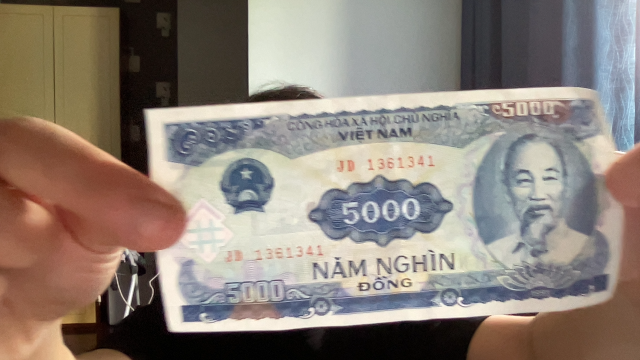 CỘNG HÒA XÃ HỘI CHỦ NGHĨA
VIỆT NAM
5000
JD 1361341
5000
JD 1361341
NĂM NGHÌN
ĐỒNG
5000